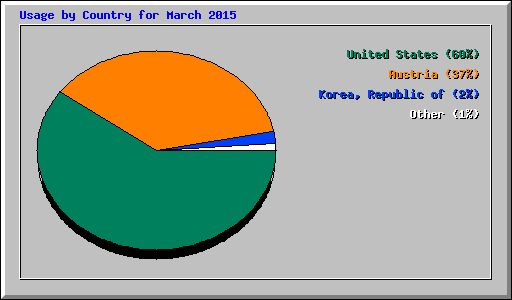 Usage by Country for March 2015
United States (60%)
Austria (37%)
Korea, Republic of (2%)
Other (1%)